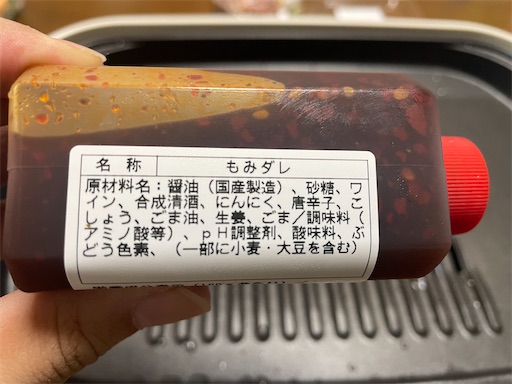 名 称 もみダレ
原材料名：醤油（国産製造）、砂糖、ワ
イン、合成清酒、にんにく、唐辛子、こ
しょう、ごま油、生姜、ごま／調味料（
アミノ酸等）、ｐＨ調整剤、酸味料、ぶ
どう色素、（一部に小麦・大豆を含む）